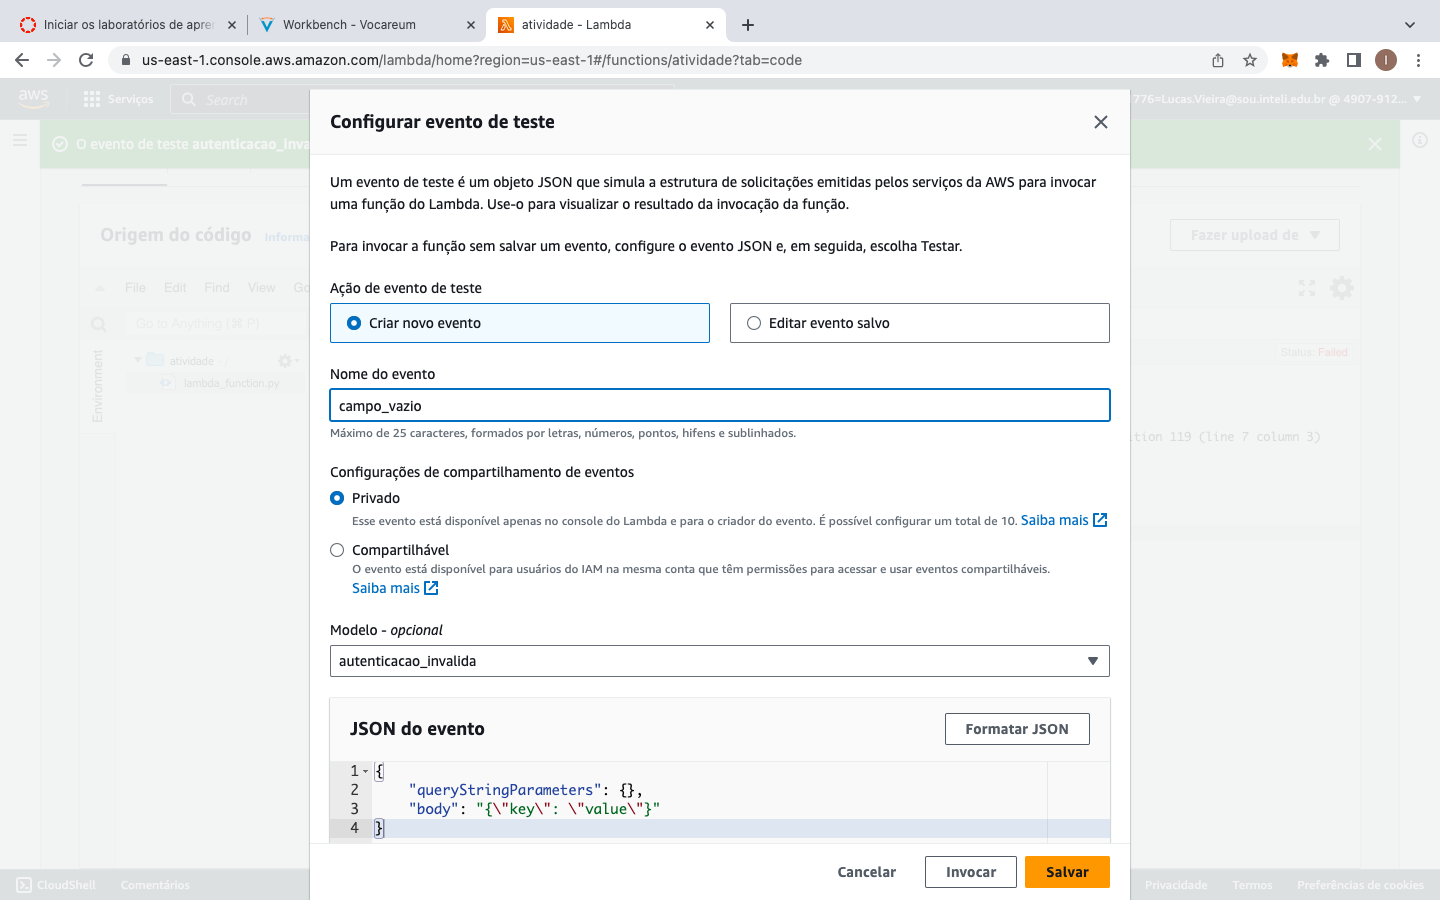 Iniciar os laboratórios de apre
Workbench - Vocareum
atividade - Lambda
us-east-1.console.aws.amazon.com/lambda/home?region=us-east-1#/functions/atividade?tab=code
I
aws
Serviços
Search
776=Lucas.Vieira@sou.inteli.edu.br @ 4907-912...
O evento de teste autenticacao_inva
Configurar evento de teste
Um evento de teste é um objeto JSON que simula a estrutura de solicitações emitidas pelos serviços da AWS para invocar
uma função do Lambda. Use-o para visualizar o resultado da invocação da função.
Origem do código
Informa
Fazer upload de
Para invocar a função sem salvar um evento, configure o evento JSON e, em seguida, escolha Testar.
File Edit Find View Go
Ação de evento de teste
Go to Anything (⌘ P)
Criar novo evento
Editar evento salvo
Environment
atividade - /
lambda_function.py
Status: Failed
Nome do evento
campo_vazio
Máximo de 25 caracteres, formados por letras, números, pontos, hifens e sublinhados.
ition 119 (line 7 column 3)
Configurações de compartilhamento de eventos
Privado
Esse evento está disponível apenas no console do Lambda e para o criador do evento. É possível configurar um total de 10. Saiba mais
Compartilhável
O evento está disponível para usuários do IAM na mesma conta que têm permissões para acessar e usar eventos compartilháveis.
Saiba mais
Modelo - opcional
autenticacao_invalida
JSON do evento
Formatar JSON
1 {
2 "queryStringParameters": {},
3 "body": "{\"key\": \"value\"}"
4 }
Cancelar
Invocar
Salvar
CloudShell
Comentários
Privacidade
Termos
Preferências de cookies